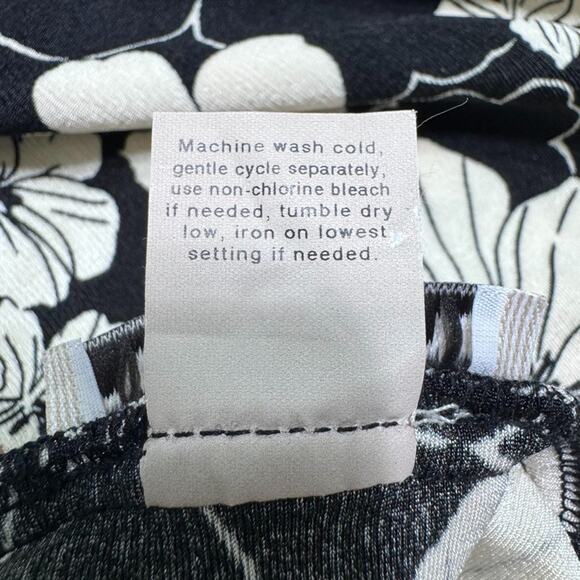 Machine wash cold,
gentle cycle separately,
use non-chlorine bleach
if needed, tumble dry
low, iron on lowest
setting if needed.